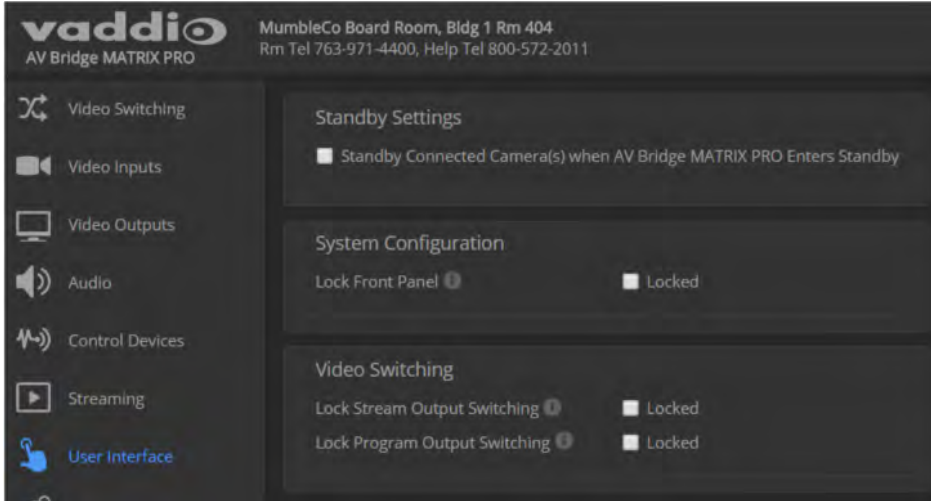 vaddio
AV Bridge MATRIX PRO
MumbleCo Board Room, Bldg 1 Rm 404
Rm Tel 763-971-4400, Help Tel 800-572-2011
Video Switching
Video Inputs
Video Outputs
Audio
Control Devices
Streaming
User Interface
Standby Settings
Standby Connected Camera(s) when AV Bridge MATRIX PRO Enters Standby
System Configuration
Lock Front Panel Locked
Video Switching
Lock Stream Output Switching Locked
Lock Program Output Switching Locked